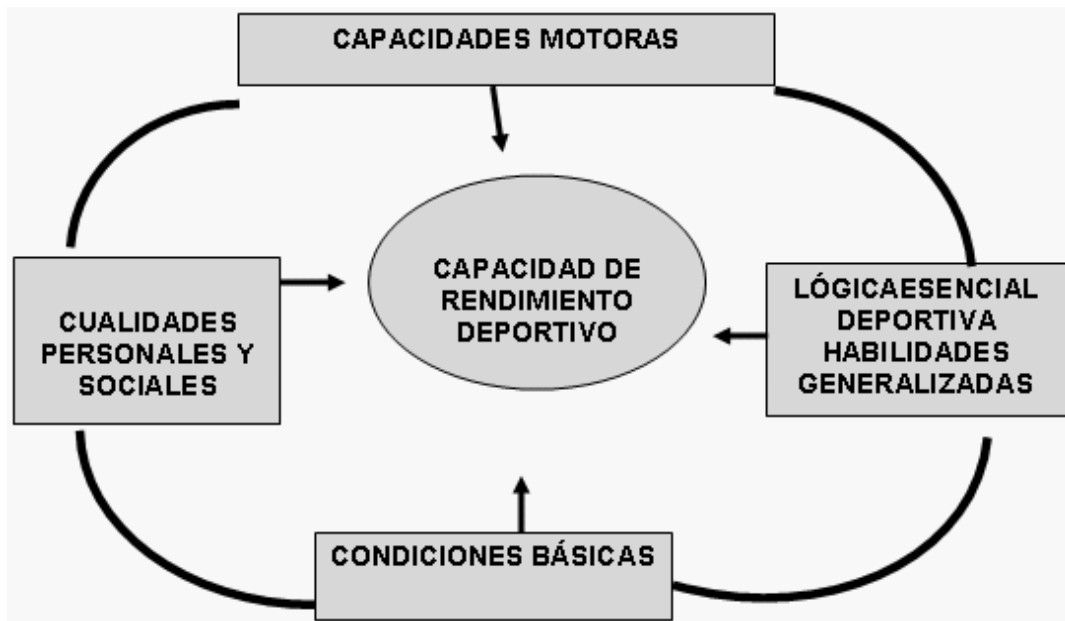 CAPACIDADES MOTORAS
CAPACIDAD DE
RENDIMIENTO
DEPORTIVO
CUALIDADES
PERSONALES Y
SOCIALES
LÓGICAESENCIAL
DEPORTIVA
HABILIDADES
GENERALIZADAS
CONDICIONES BÁSICAS